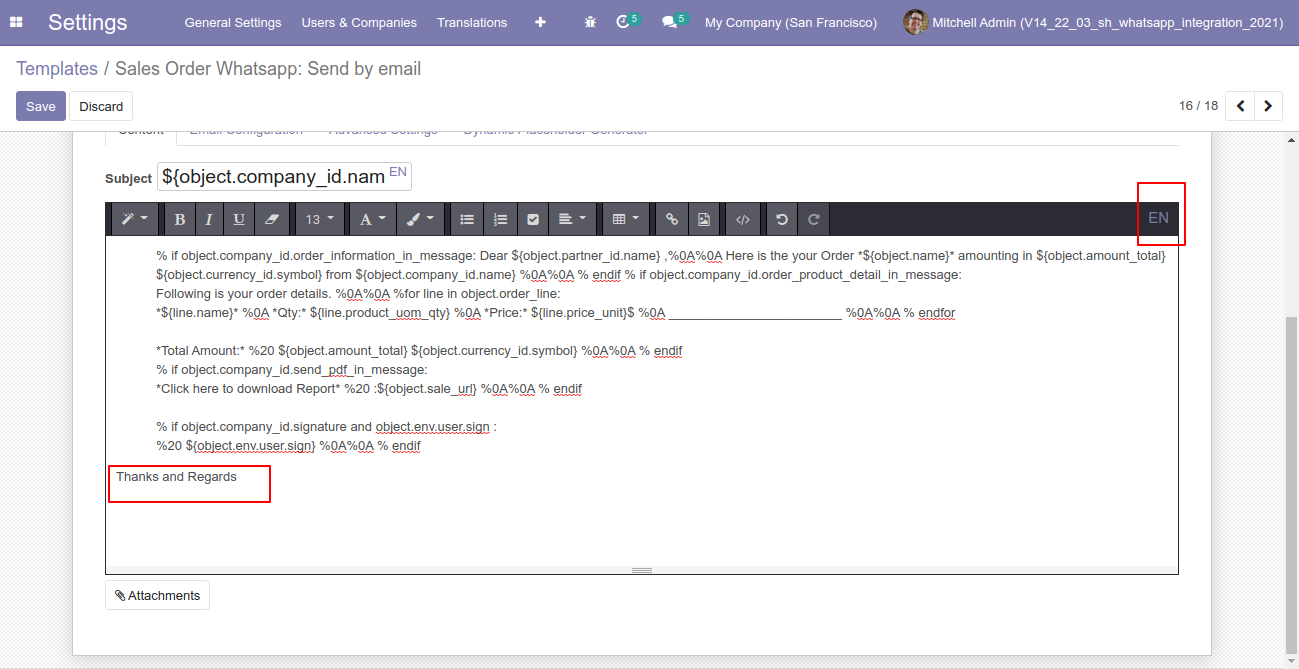 Settings General Settings Users & Companies Translations 5 5 My Company (San Francisco) Mitchell Admin (V14_22_03_sh_whatsapp_integration_2021)
Templates / Sales Order Whatsapp: Send by email
Save Discard 16 / 18
Content Email Configuration Advanced Settings Dynamic Placeholder Generator
Subject ${object.company_id.nam EN
B I U 13 A EN
% if object.company_id.order_information_in_message: Dear ${object.partner_id.name} ,%0A%0A Here is the your Order *${object.name}* amounting in ${object.amount_total}
${object.currency_id.symbol} from ${object.company_id.name} %0A%0A % endif % if object.company_id.order_product_detail_in_message:
Following is your order details. %0A%0A %for line in object.order_line:
*${line.name}* %0A *Qty:* ${line.product_uom_qty} %0A *Price:* ${line.price_unit}$ %0A ________________________ %0A%0A % endfor
*Total Amount:* %20 ${object.amount_total} ${object.currency_id.symbol} %0A%0A % endif
% if object.company_id.send_pdf_in_message:
*Click here to download Report* %20 :${object.sale_url} %0A%0A % endif
% if object.company_id.signature and object.env.user.sign :
%20 ${object.env.user.sign} %0A%0A % endif
Thanks and Regards
Attachments